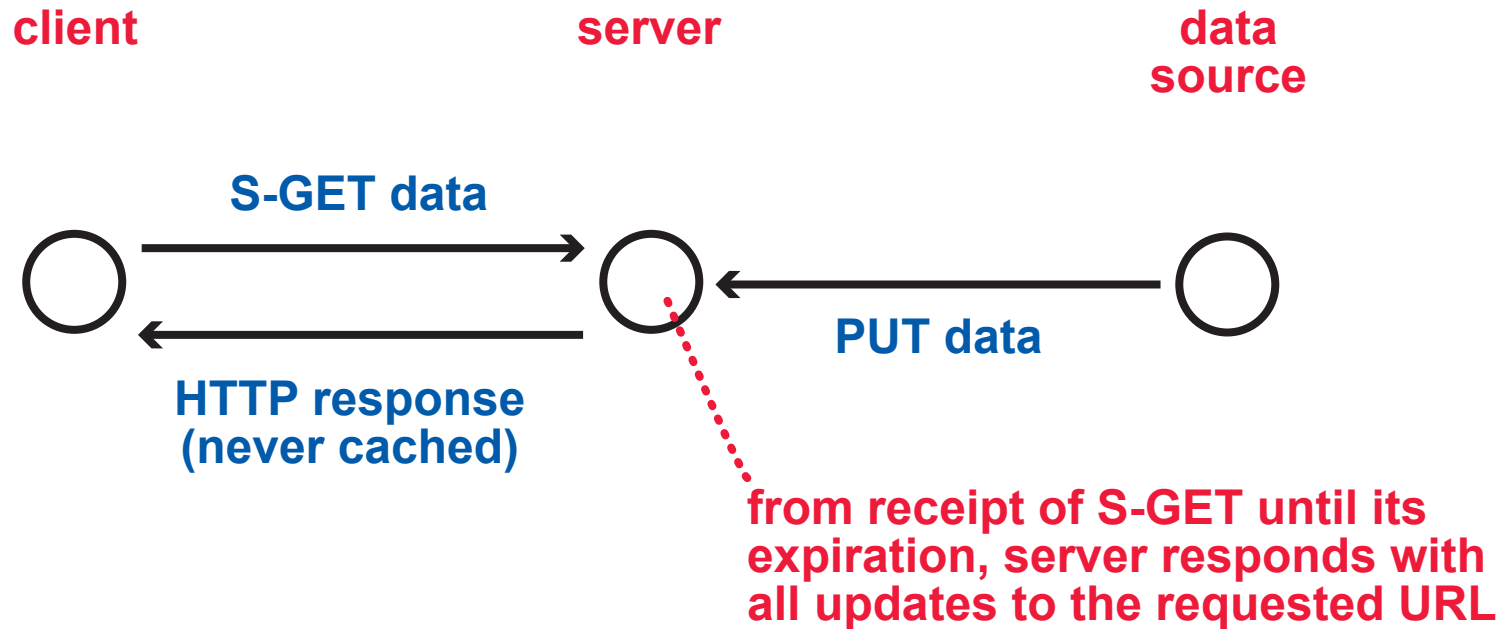 client
server
data
source
S-GET data
PUT data
HTTP response
(never cached)
from receipt of S-GET until its
expiration, server responds with
all updates to the requested URL